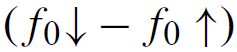 (f₀↓ − f₀ ↑)